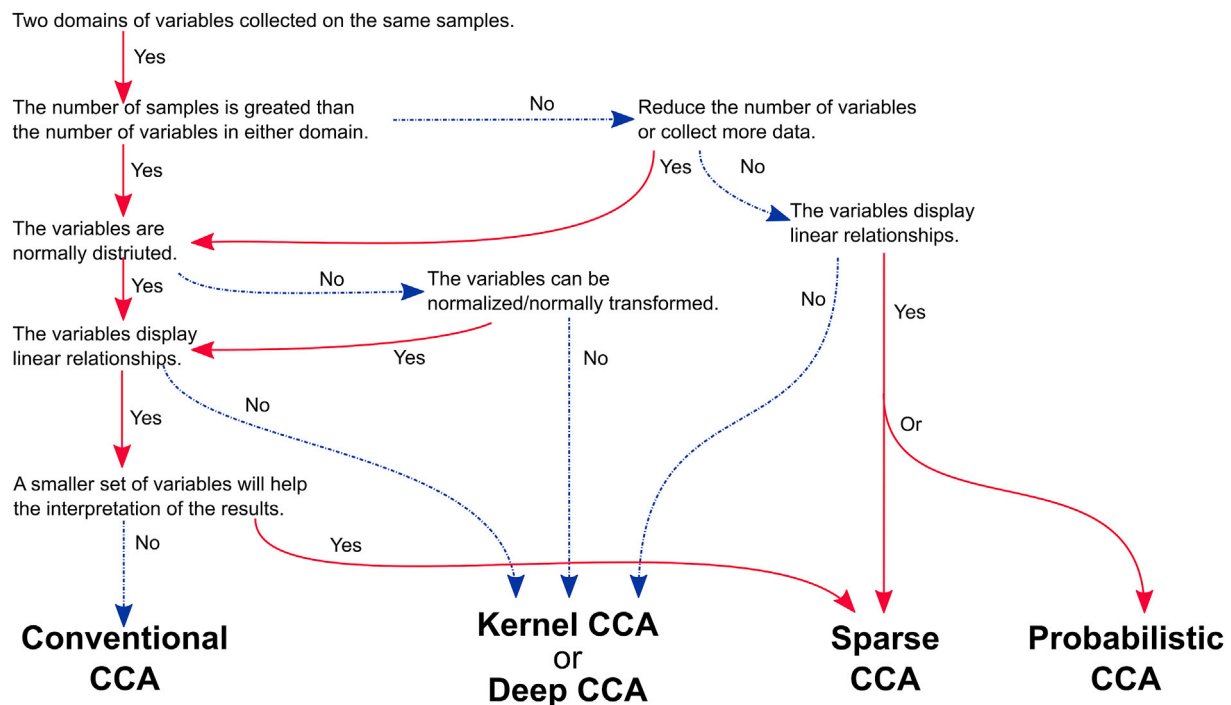 Two domains of variables collected on the same samples.
Yes
The number of samples is greated than
the number of variables in either domain.
No
Reduce the number of variables
or collect more data.
Yes
Yes
No
The variables are
normally distriuted.
The variables display
linear relationships.
Yes
No
The variables can be
normalized/normally transformed.
No
Yes
The variables display
linear relationships.
Yes
No
Yes
No
Or
A smaller set of variables will help
the interpretation of the results.
No
Yes
Conventional
CCA
Kernel CCA
or
Deep CCA
Sparse
CCA
Probabilistic
CCA